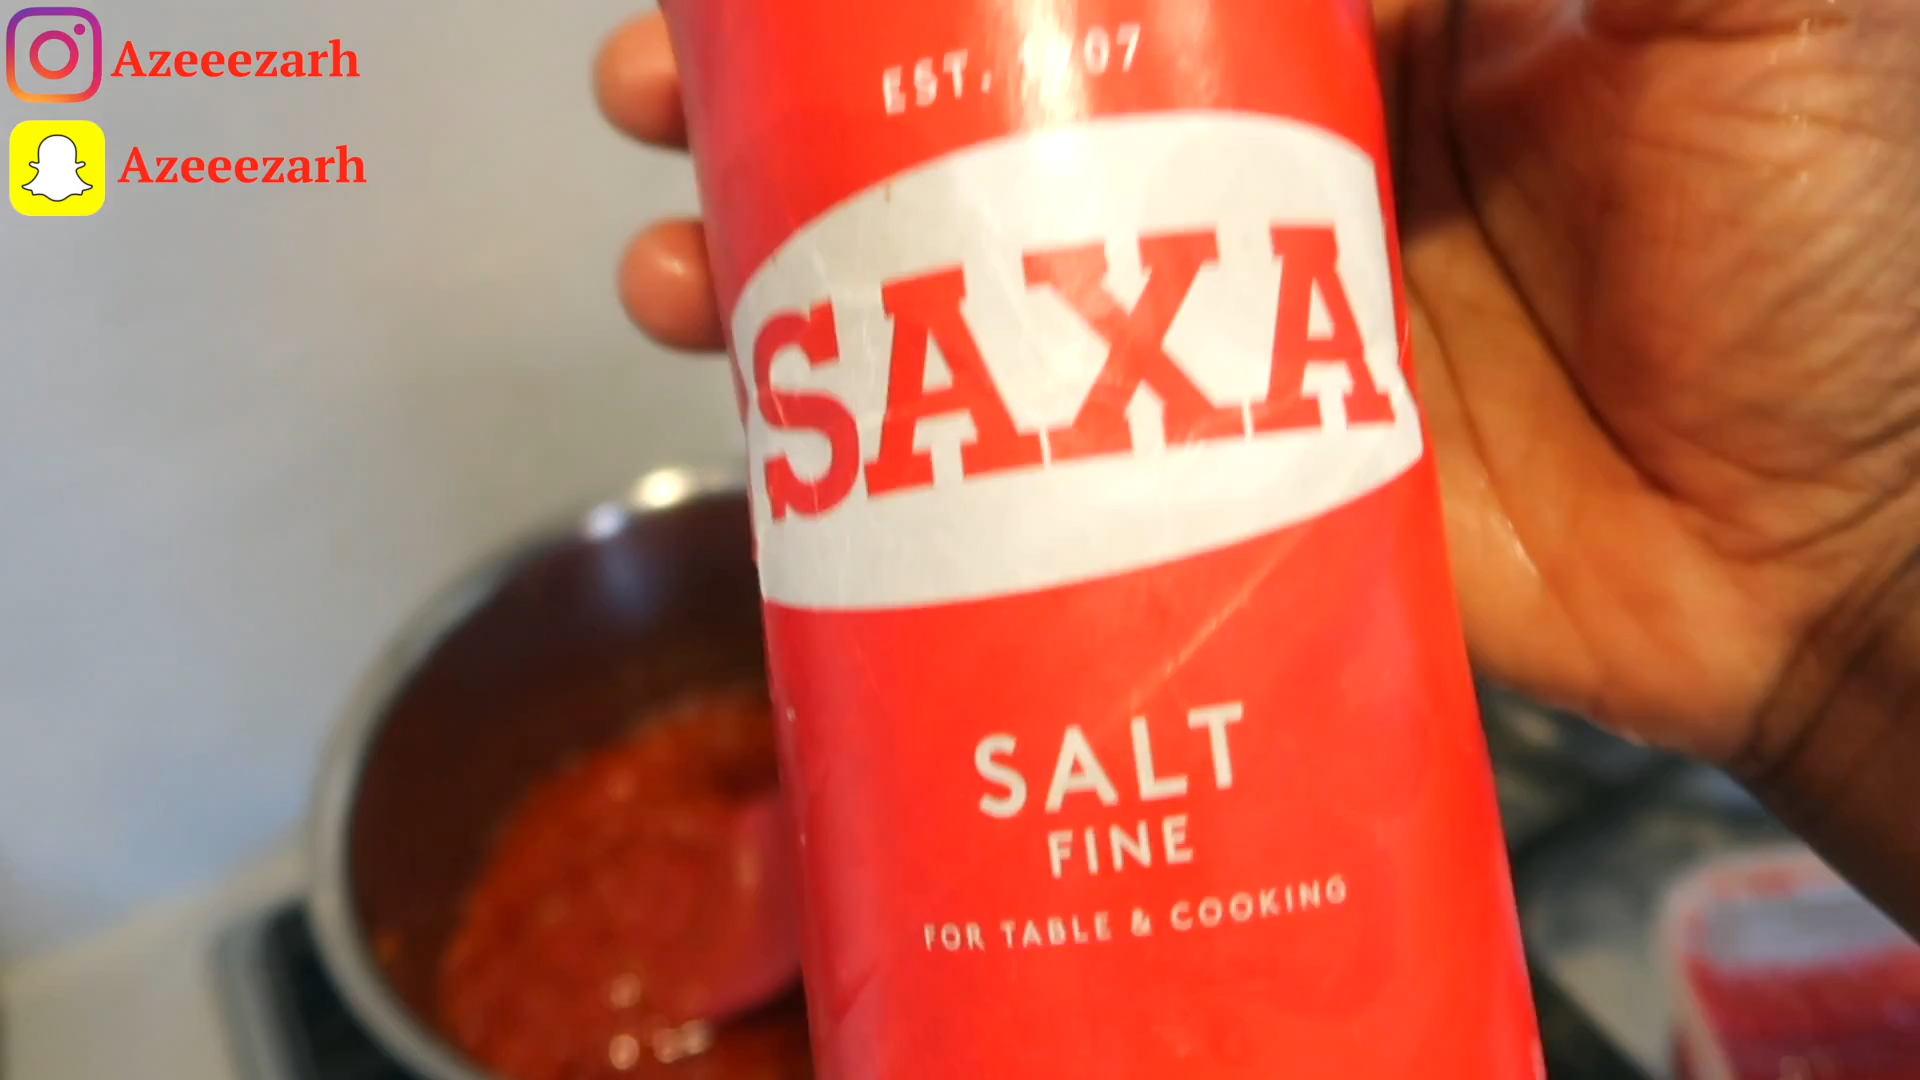 Azeeezarh
Azeeezarh
EST.
SAXA
SALT
FINE
FOR TABLE & COOKING